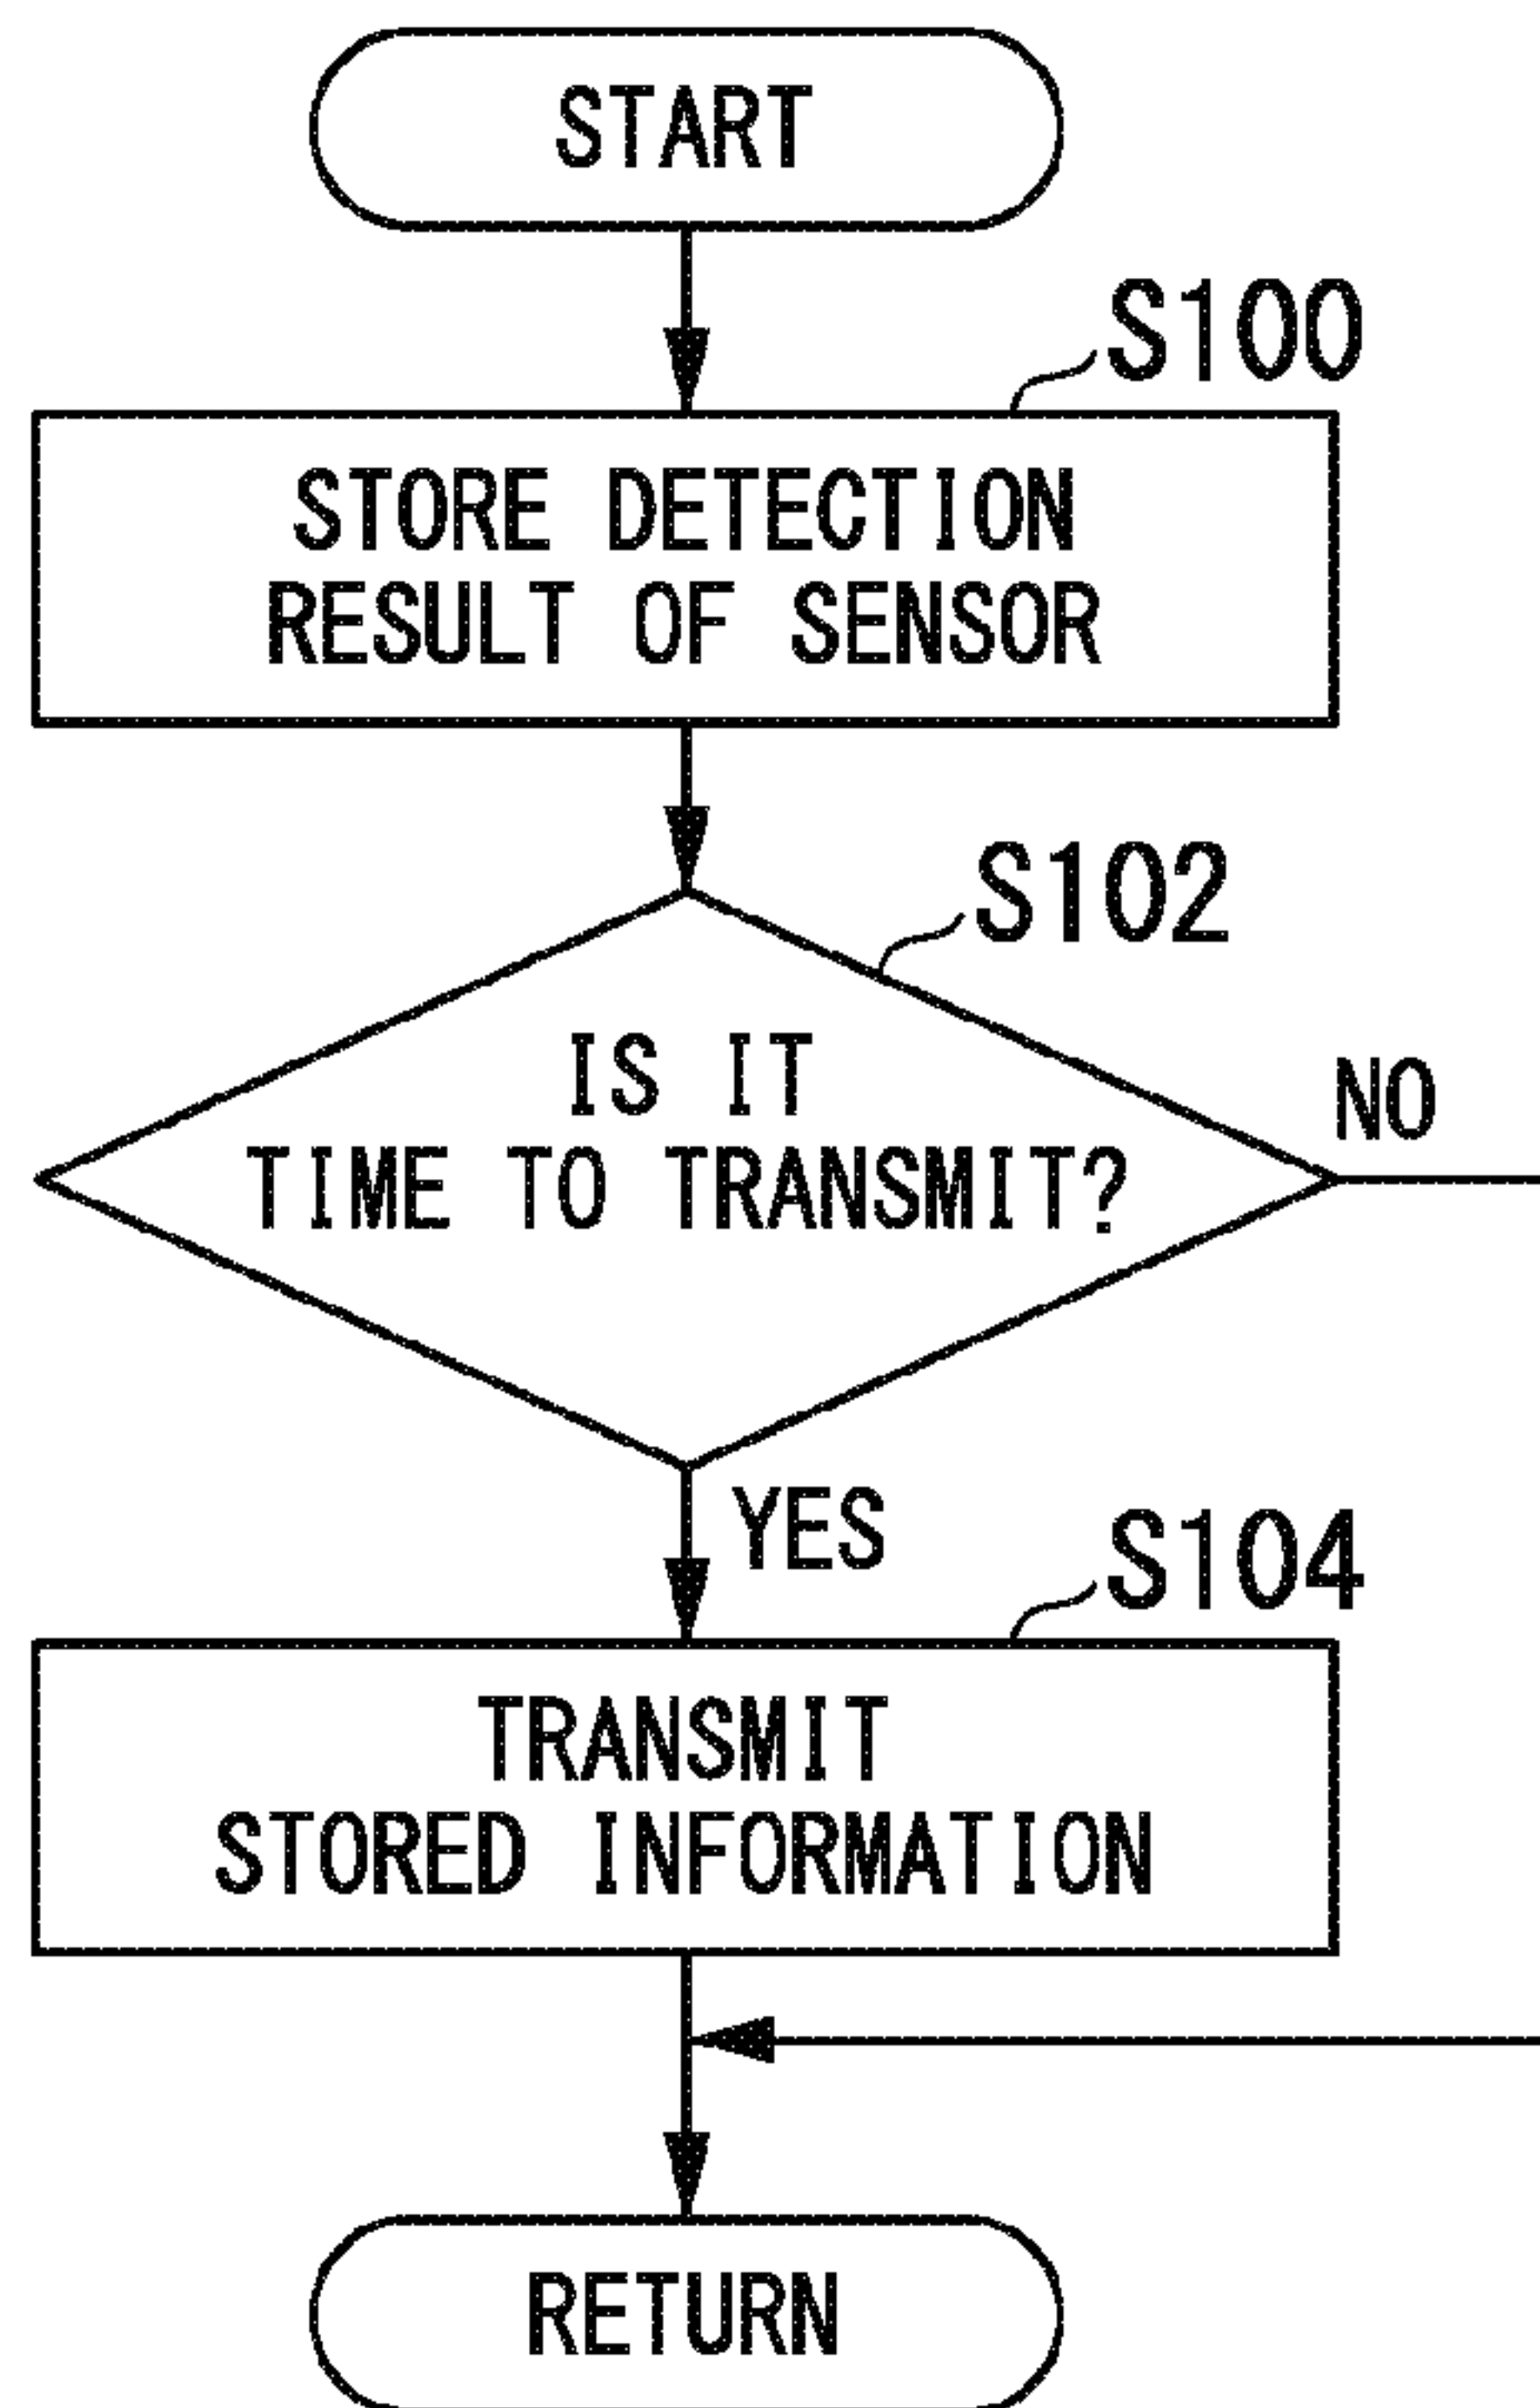 START
S100
STORE DETECTION
RESULT OF SENSOR
S102
IS IT
TIME TO TRANSMIT?
NO
YES
S104
TRANSMIT
STORED INFORMATION
RETURN